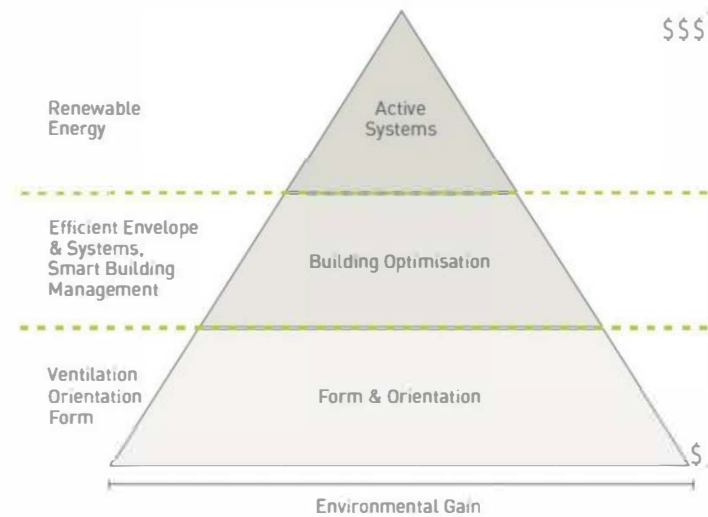 $$$
Renewable
Energy
Active
Systems
Efficient Envelope
& Systems,
Smart Building
Management
Building Optimisation
Ventilation
Orientation
Form
Form & Orientation
$
Environmental Gain